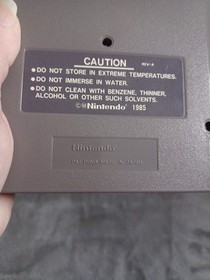 CAUTION REV-A
● DO NOT STORE IN EXTREME TEMPERATURES.
● DO NOT IMMERSE IN WATER.
● DO NOT CLEAN WITH BENZENE, THINNER,
ALCOHOL OR OTHER SUCH SOLVENTS.
©® Nintendo® 1985
Nintendo